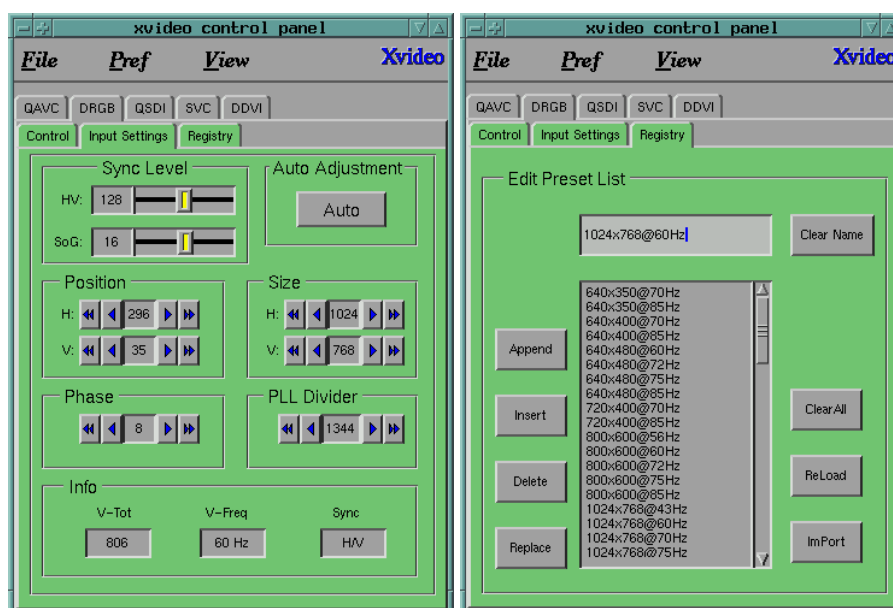 xvideo control panel
File Pref View Xvideo
QAVC DRGB QSDI SVC DDVI
Control Input Settings Registry
Sync Level
HV: 128
SoG: 16
Auto Adjustment
Auto
Position
H: 296
V: 35
Size
H: 1024
V: 768
Phase
8
PLL Divider
1344
Info
V-Tot V-Freq Sync
806 60 Hz H/V
xvideo control panel
File Pref View Xvideo
QAVC DRGB QSDI SVC DDVI
Control Input Settings Registry
Edit Preset List
1024x768@60Hz
Clear Name
640x350@70Hz
640x350@85Hz
640x400@70Hz
640x400@85Hz
640x480@60Hz
640x480@72Hz
640x480@75Hz
640x480@85Hz
720x400@70Hz
720x400@85Hz
800x600@56Hz
800x600@60Hz
800x600@72Hz
800x600@75Hz
800x600@85Hz
1024x768@43Hz
1024x768@60Hz
1024x768@70Hz
1024x768@75Hz
Append
Insert
Delete
Replace
ClearAll
ReLoad
ImPort